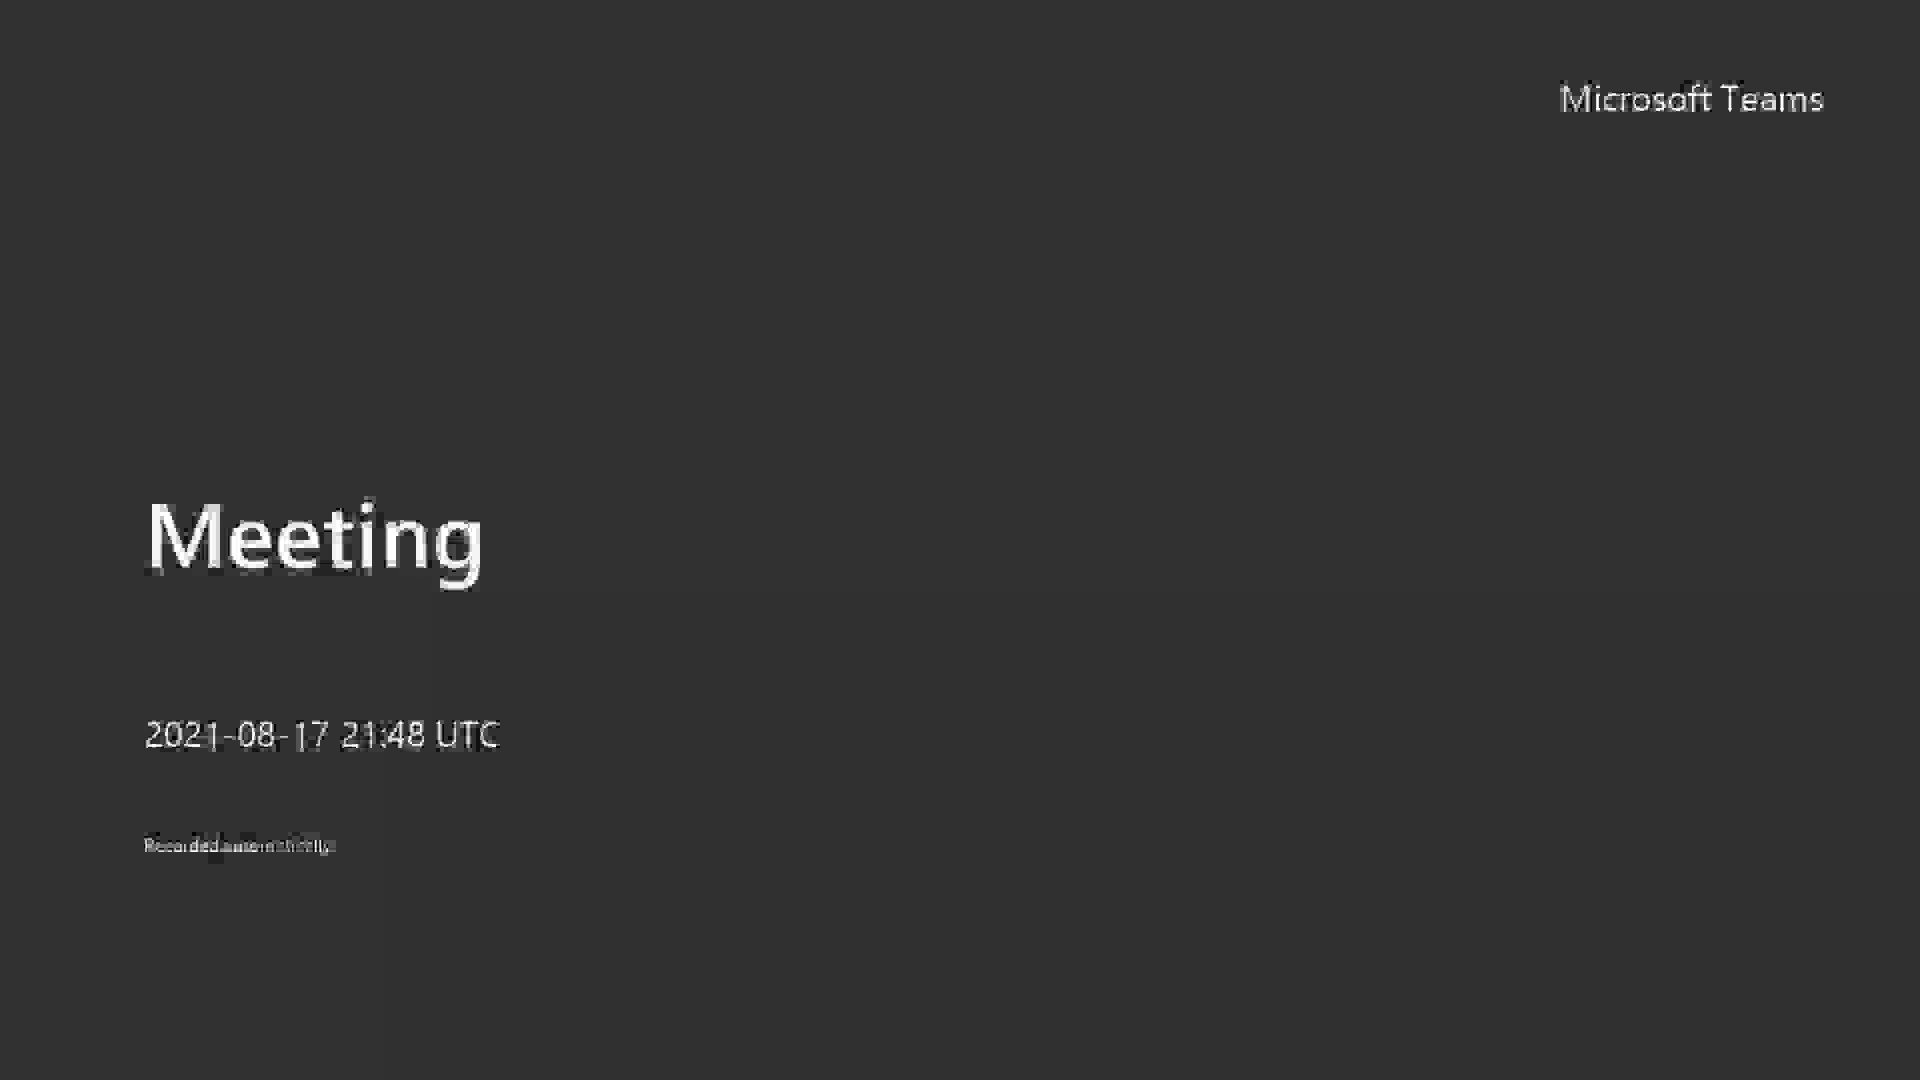 Microsoft Teams
Meeting
2021-08-17 21:48 UTC
Recorded automatically